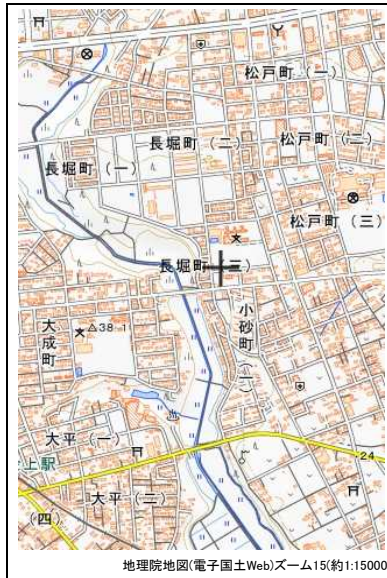 松戸町（一）
長堀町（二）
松戸町（二）
長堀町（一）
松戸町（三）
長堀町（三）
小砂町（一）
大成町
△38.1
大平（一）
24
上駅
大平（二）
（四）
地理院地図(電子国土Web)ズーム15(約1:15000